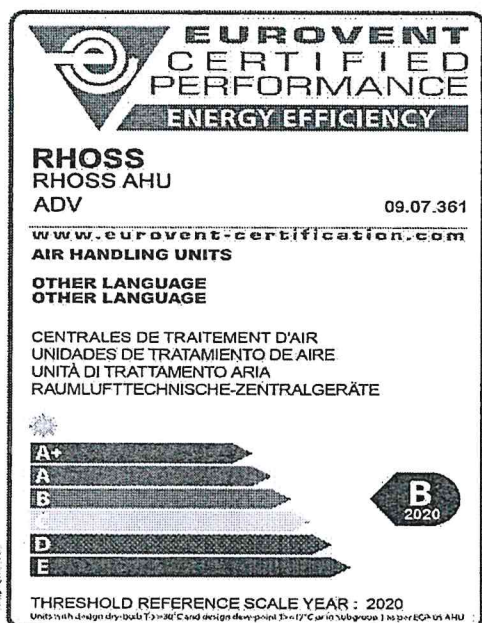 EUROVENT
CERTIFIED
PERFORMANCE
ENERGY EFFICIENCY
RHOSS
RHOSS AHU
ADV 09.07.361
www.eurovent-certification.com
AIR HANDLING UNITS
OTHER LANGUAGE
OTHER LANGUAGE
CENTRALES DE TRAITEMENT D'AIR
UNIDADES DE TRATAMIENTO DE AIRE
UNITÀ DI TRATTAMENTO ARIA
RAUMLUFTTECHNISCHE-ZENTRALGERÄTE
A+
A
B
B
2020
C
D
E
THRESHOLD REFERENCE SCALE YEAR : 2020